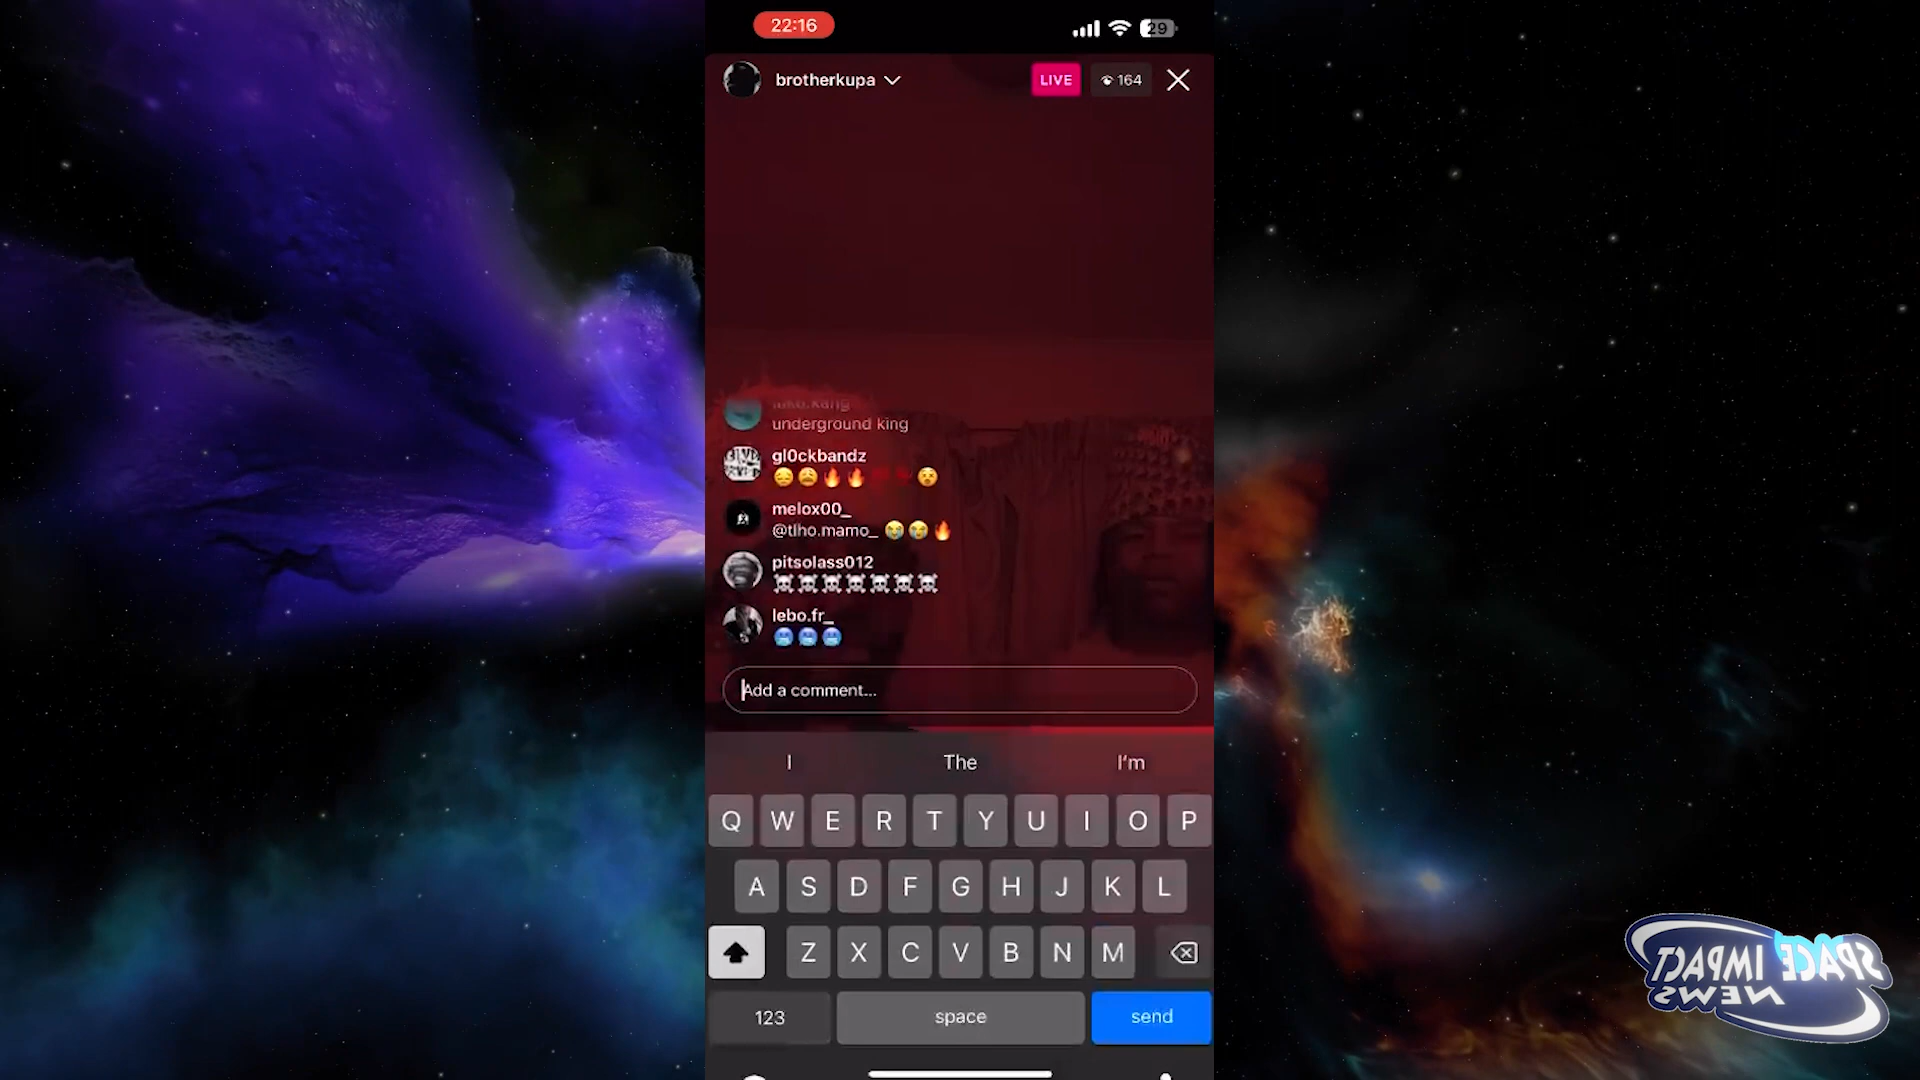 22:16
29
brotherkupa
LIVE
164
underground king
gl0ckbandz
😔😩🔥🔥😵
melox00_
@tlho.mamo_ 😭😭🔥
pitsolass012
☠️☠️☠️☠️☠️☠️☠️
lebo.fr_
🥶🥶🥶
Add a comment...
I The I'm
Q W E R T Y U I O P
A S D F G H J K L
Z X C V B N M
123 space send
SPACE IMPACT
NEWS